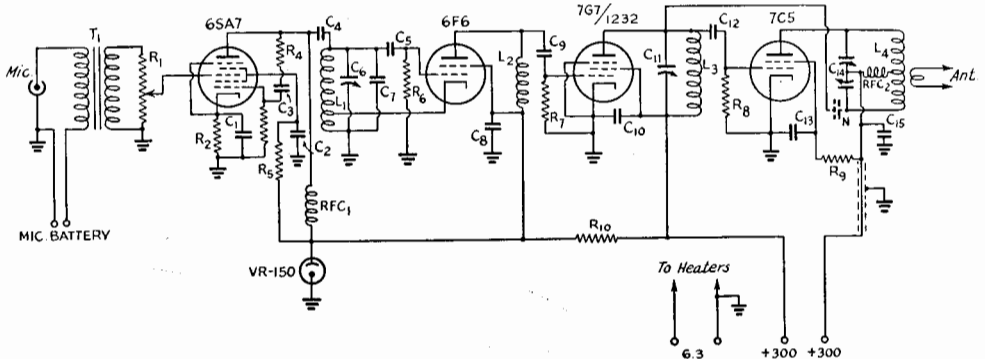 6SA7
6F6
7G7/1232
7C5
T1
R1
Mic.
R4
C4
C5
C9
C11
C12
L4
C3
C6
L1
C7
R6
L2
L3
C14
RFC2
Ant.
R2
C1
R5
C2
C8
R7
C10
R8
C13
N
C15
R9
RFC1
MIC. BATTERY
R10
VR-150
To Heaters
6.3
+300
+300